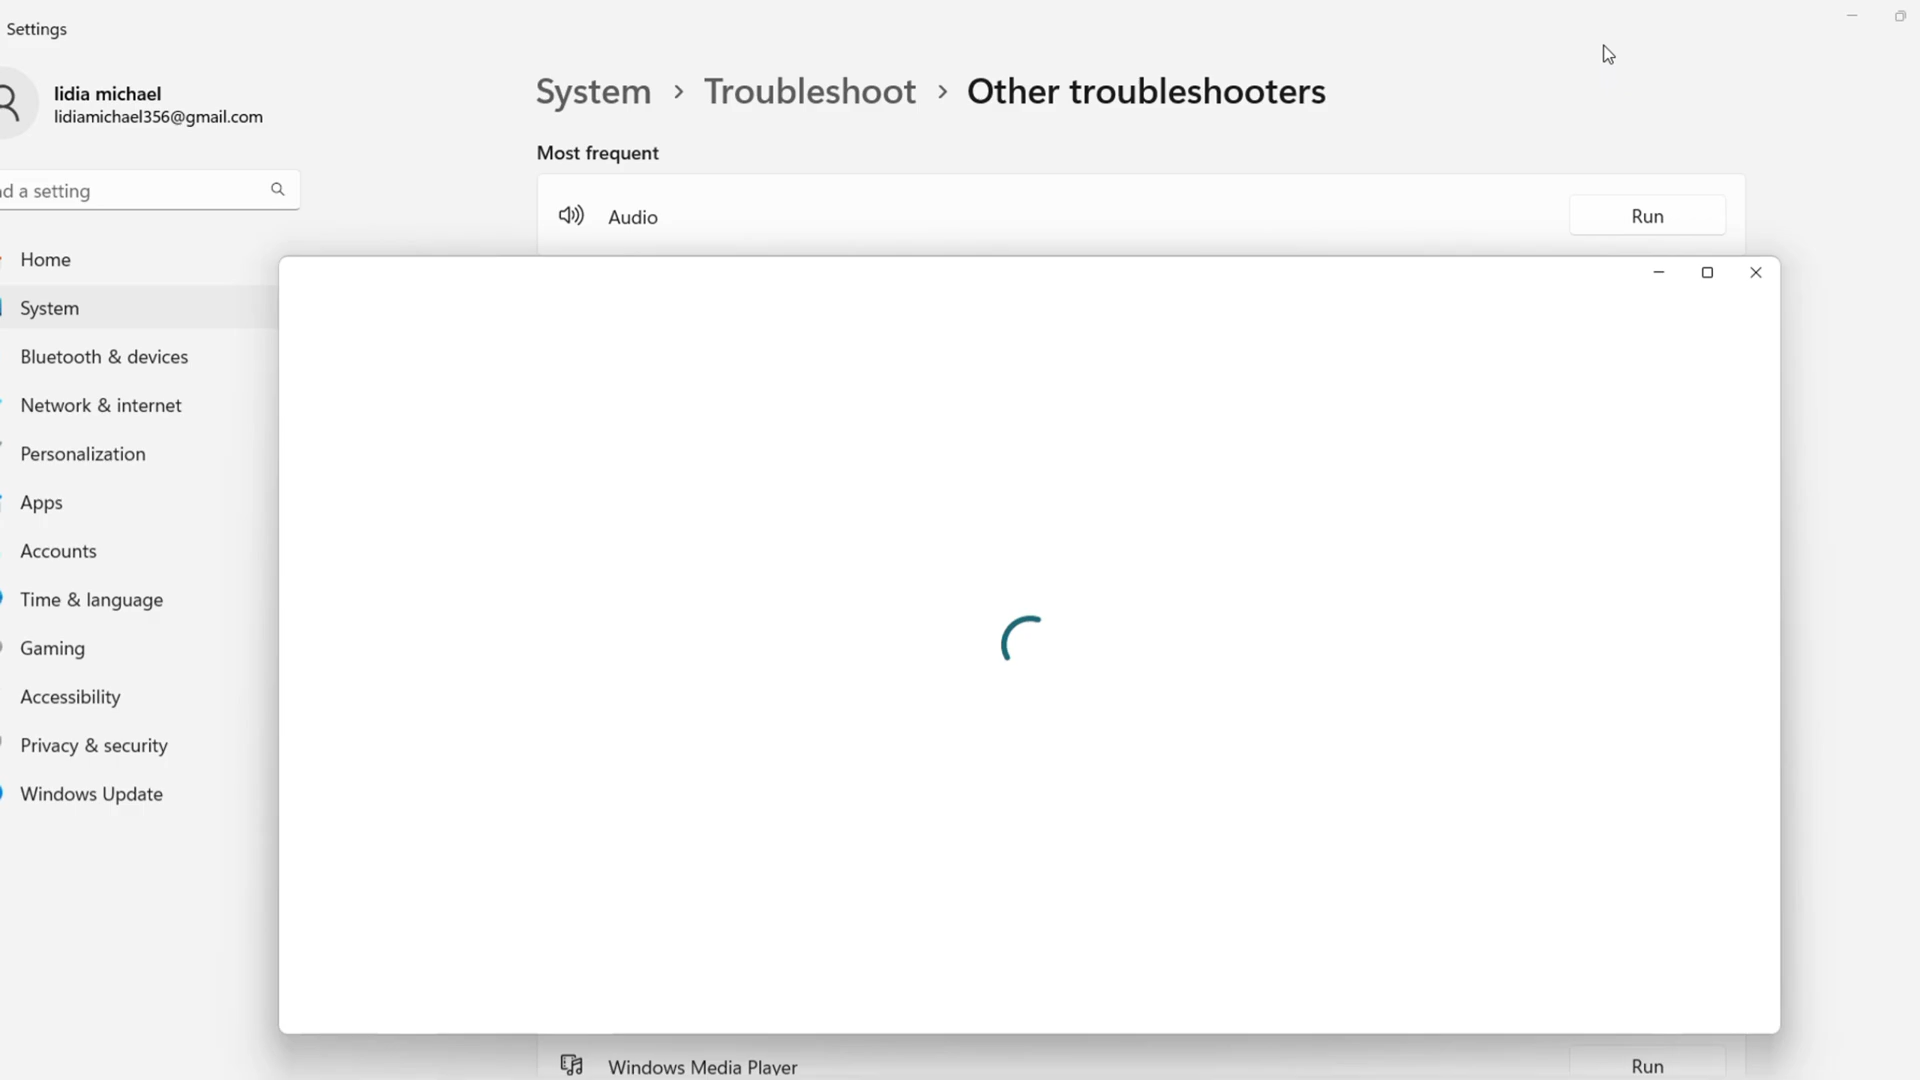 Settings
lidia michael
lidiamichael356@gmail.com
d a setting
Home
System
Bluetooth & devices
Network & internet
Personalization
Apps
Accounts
Time & language
Gaming
Accessibility
Privacy & security
Windows Update
System > Troubleshoot > Other troubleshooters
Most frequent
Audio
Run
Windows Media Player
Run